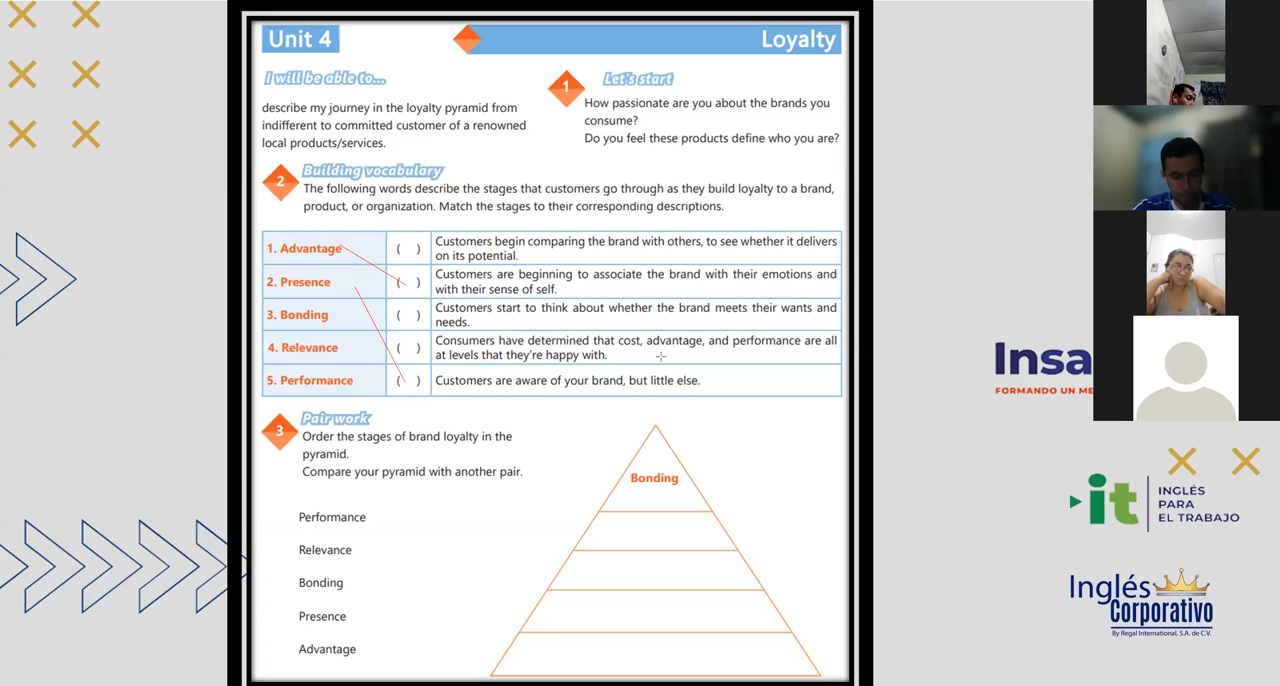 Unit 4
Loyalty
I will be able to...
describe my journey in the loyalty pyramid from
indifferent to committed customer of a renowned
local products/services.
1
Let's start
How passionate are you about the brands you
consume?
Do you feel these products define who you are?
2
Building vocabulary
The following words describe the stages that customers go through as they build loyalty to a brand,
product, or organization. Match the stages to their corresponding descriptions.
1. Advantage ( ) Customers begin comparing the brand with others, to see whether it delivers
on its potential.
2. Presence ( ) Customers are beginning to associate the brand with their emotions and
with their sense of self.
3. Bonding ( ) Customers start to think about whether the brand meets their wants and
needs.
4. Relevance ( ) Consumers have determined that cost, advantage, and performance are all
at levels that they're happy with.
5. Performance ( ) Customers are aware of your brand, but little else.
3
Pair work
Order the stages of brand loyalty in the
pyramid.
Compare your pyramid with another pair.
Performance
Relevance
Bonding
Presence
Advantage
Bonding
Insa
FORMANDO UN ME
it
INGLÉS
PARA
EL TRABAJO
Inglés
Corporativo
By Regal International, S.A. de C.V.